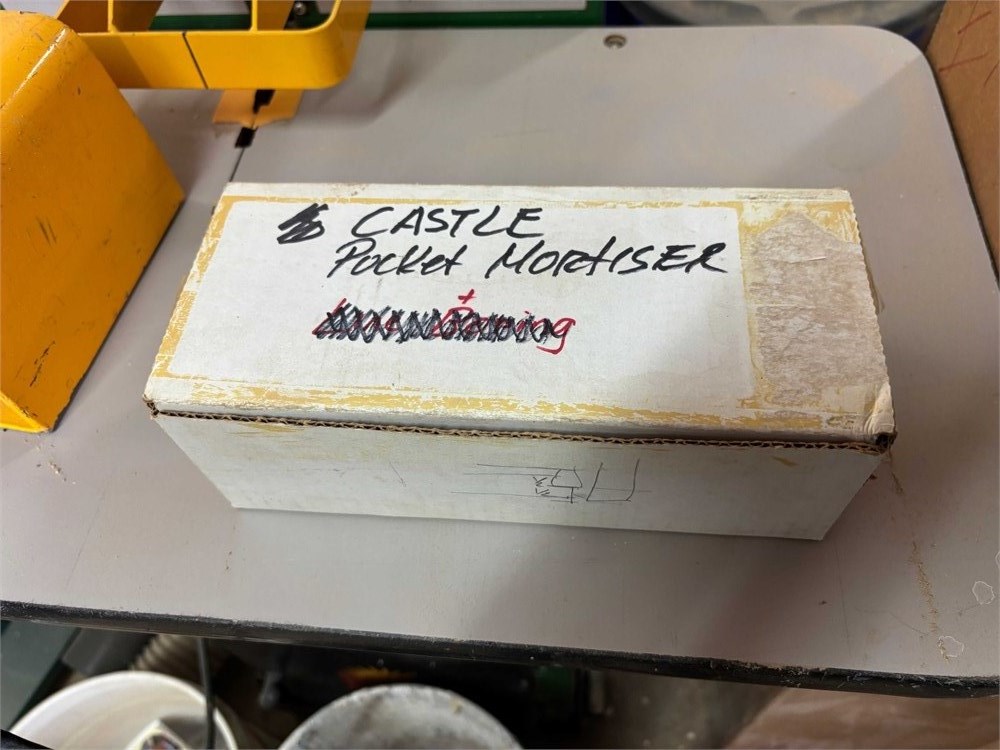 CASTLE
Pocket MORtiSER
+